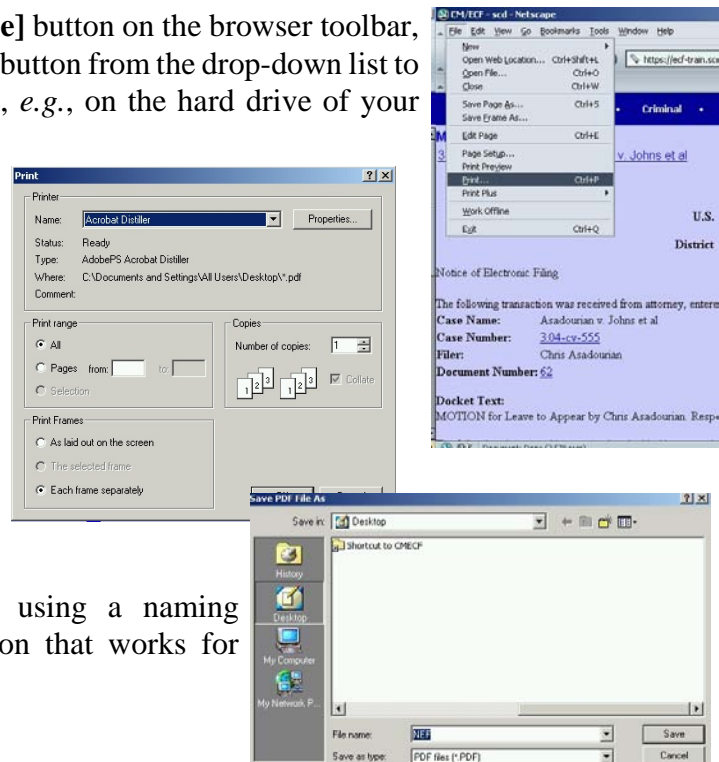 e] button on the browser toolbar,
button from the drop-down list to
, e.g., on the hard drive of your
CM/ECF - scd - Netscape
File Edit View Go Bookmarks Tools Window Help
New
Open Web Location... Ctrl+Shift+L
Open File... Ctrl+O
Close Ctrl+W
Save Page As... Ctrl+S
Save Frame As...
Edit Page Ctrl+E
Page Setup...
Print Preview
Print... Ctrl+P
Print Plus
Work Offline
Exit Ctrl+Q
https://ecf-train.sc
• Criminal •
v. Johns et al
U.S.
District
Notice of Electronic Filing
The following transaction was received from attorney, entere
Case Name: Asadourian v. Johns et al
Case Number: 3:04-cv-555
Filer: Chris Asadourian
Document Number: 62
Docket Text:
MOTION for Leave to Appear by Chris Asadourian. Resp
Print
Printer
Name: Acrobat Distiller Properties...
Status: Ready
Type: AdobePS Acrobat Distiller
Where: C:\Documents and Settings\All Users\Desktop\*.pdf
Comment:
Print range
All
Pages from: to:
Selection
Copies
Number of copies: 1
1 2 3 1 2 3 Collate
Print Frames
As laid out on the screen
The selected frame
Each frame separately
using a naming
on that works for
Save PDF File As
Save in: Desktop
Shortcut to CMECF
History
Desktop
My Computer
My Network P...
File name: NEF Save
Save as type: PDF files (*.PDF) Cancel